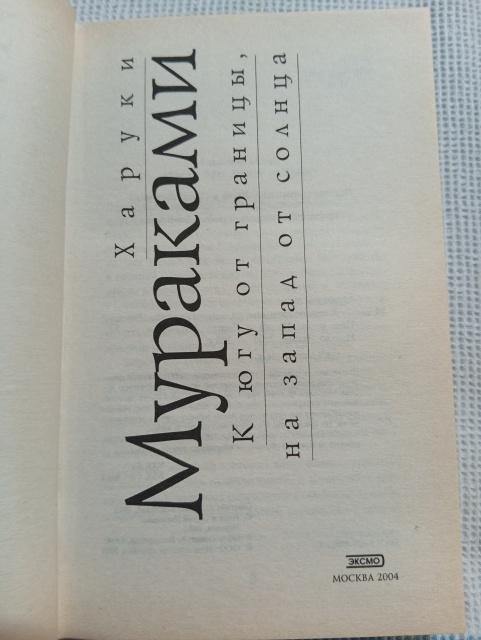 Харуки
Мураками
К югу от границы,
на запад от солнца
ЭКСМО
МОСКВА 2004